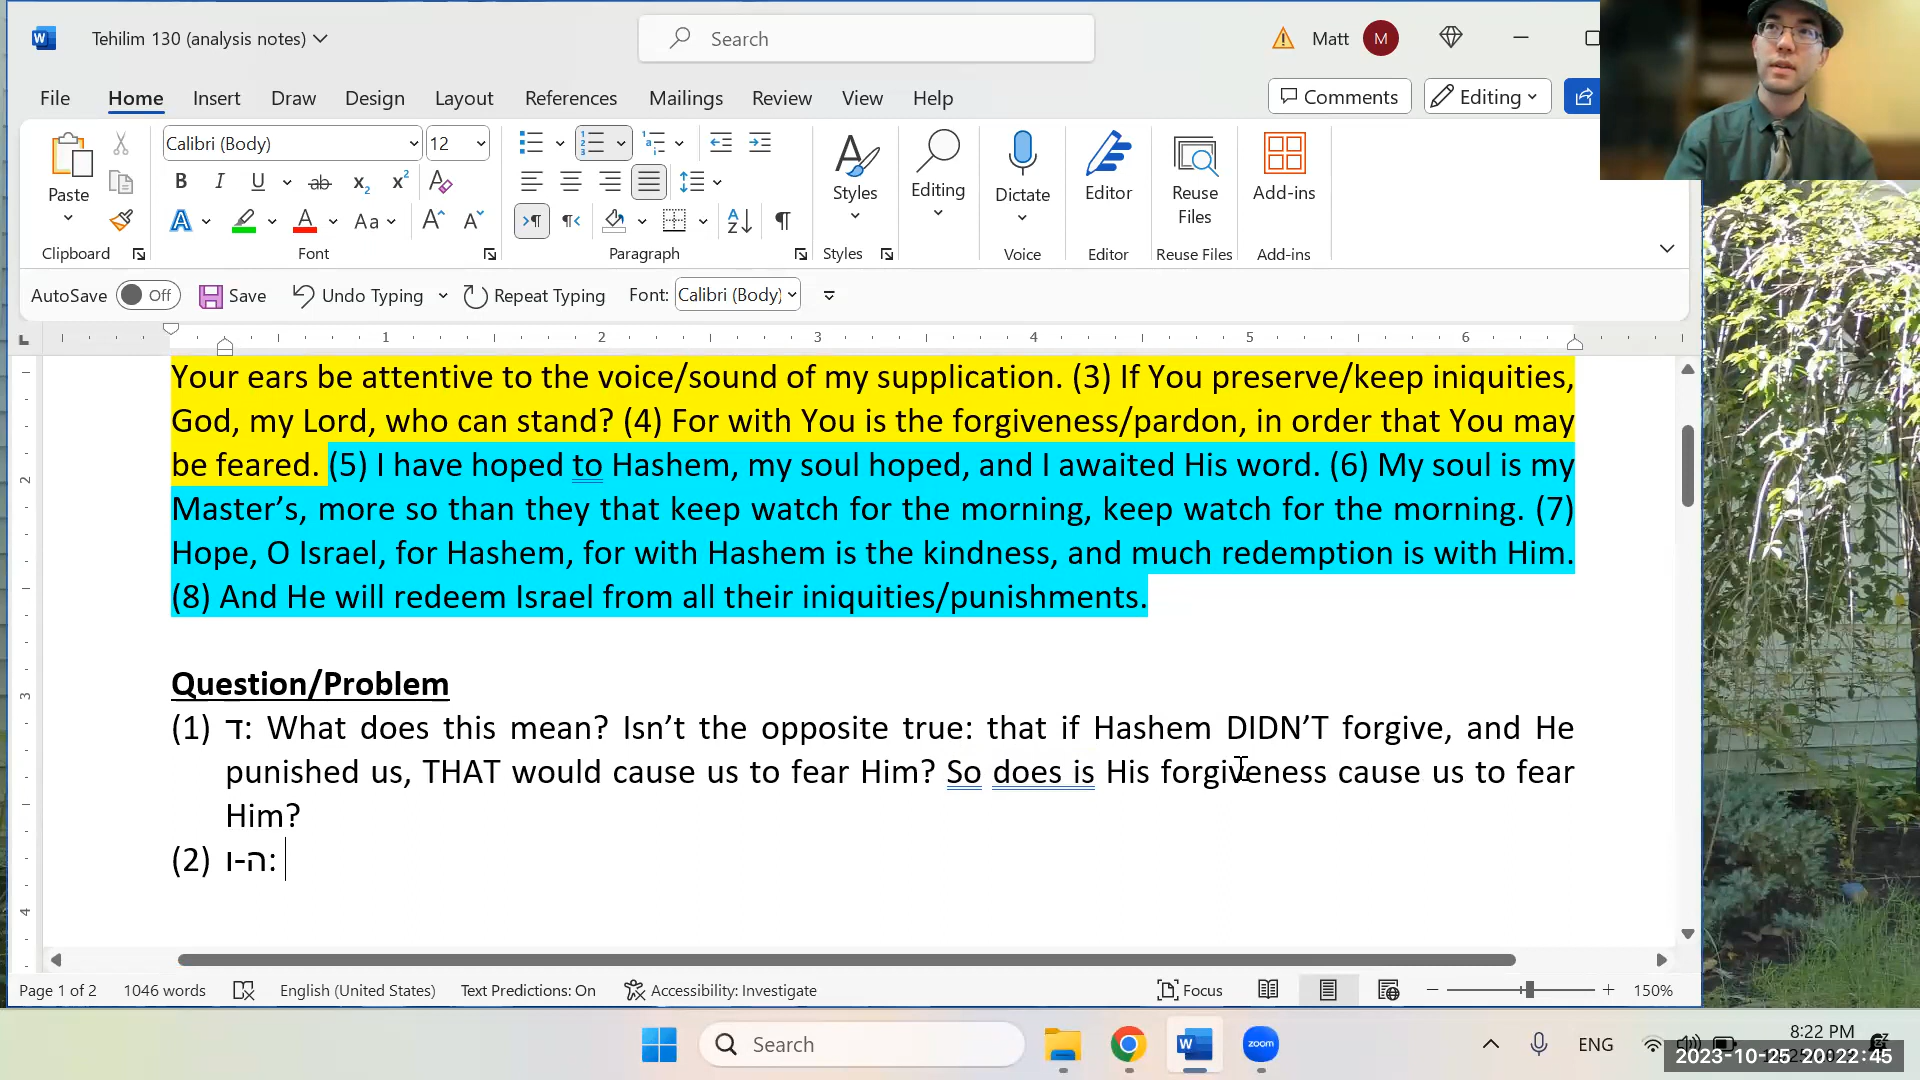 Tehilim 130 (analysis notes)
Search
Matt
M
File Home Insert Draw Design Layout References Mailings Review View Help
Comments
Editing
Calibri (Body)
12
Paste
Styles
Editing
Dictate
Editor
Reuse Files
Add-ins
Clipboard
Font
Paragraph
Styles
Voice
Editor
Reuse Files
Add-ins
AutoSave Off Save Undo Typing Repeat Typing Font: Calibri (Body)
1 2 3 4 5 6
Your ears be attentive to the voice/sound of my supplication. (3) If You preserve/keep iniquities,
God, my Lord, who can stand? (4) For with You is the forgiveness/pardon, in order that You may
be feared. (5) I have hoped to Hashem, my soul hoped, and I awaited His word. (6) My soul is my
Master’s, more so than they that keep watch for the morning, keep watch for the morning. (7)
Hope, O Israel, for Hashem, for with Hashem is the kindness, and much redemption is with Him.
(8) And He will redeem Israel from all their iniquities/punishments.
Question/Problem
(1) ד: What does this mean? Isn’t the opposite true: that if Hashem DIDN’T forgive, and He
punished us, THAT would cause us to fear Him? So does is His forgiveness cause us to fear
Him?
(2) ה-ו:
2
3
4
Page 1 of 2 1046 words English (United States) Text Predictions: On Accessibility: Investigate Focus 150%
Search
zoom
ENG
8:22 PM
2023-10-25 20:22:45